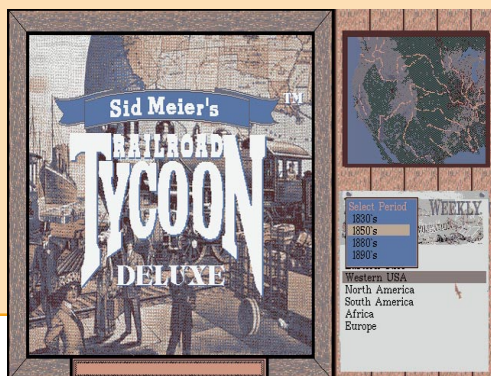 Sid Meier's
TM
RAILROAD
TYCOON
DELUXE
WEEKLY
Select Period
1830's
1850's
1880's
1890's
Western USA
North America
South America
Africa
Europe